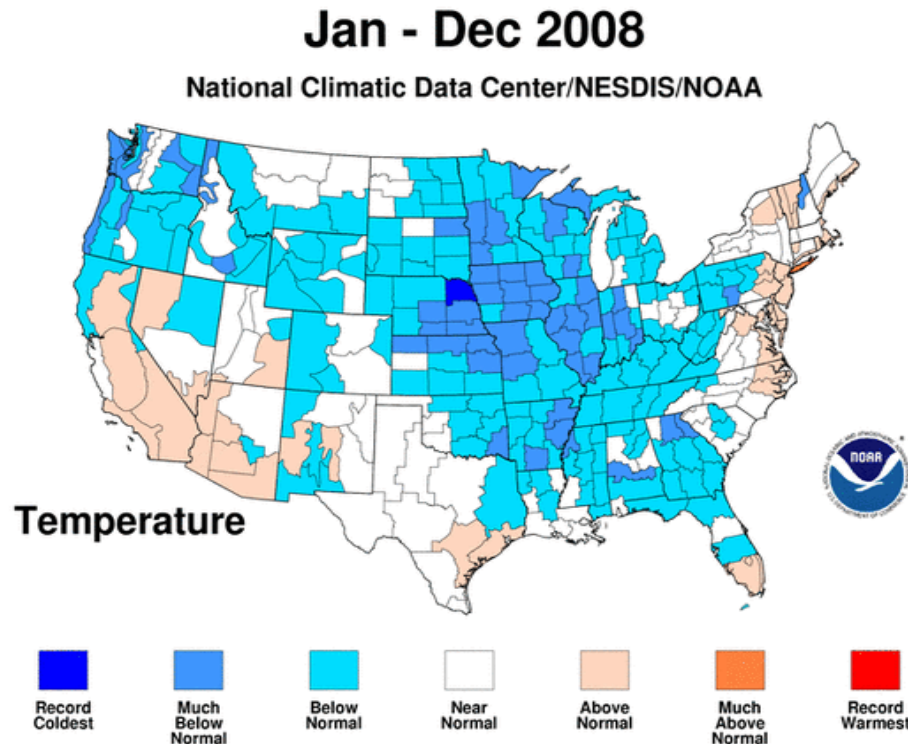 Jan - Dec 2008
National Climatic Data Center/NESDIS/NOAA
NOAA
Temperature
Record
Coldest
Much
Below
Normal
Below
Normal
Near
Normal
Above
Normal
Much
Above
Normal
Record
Warmest